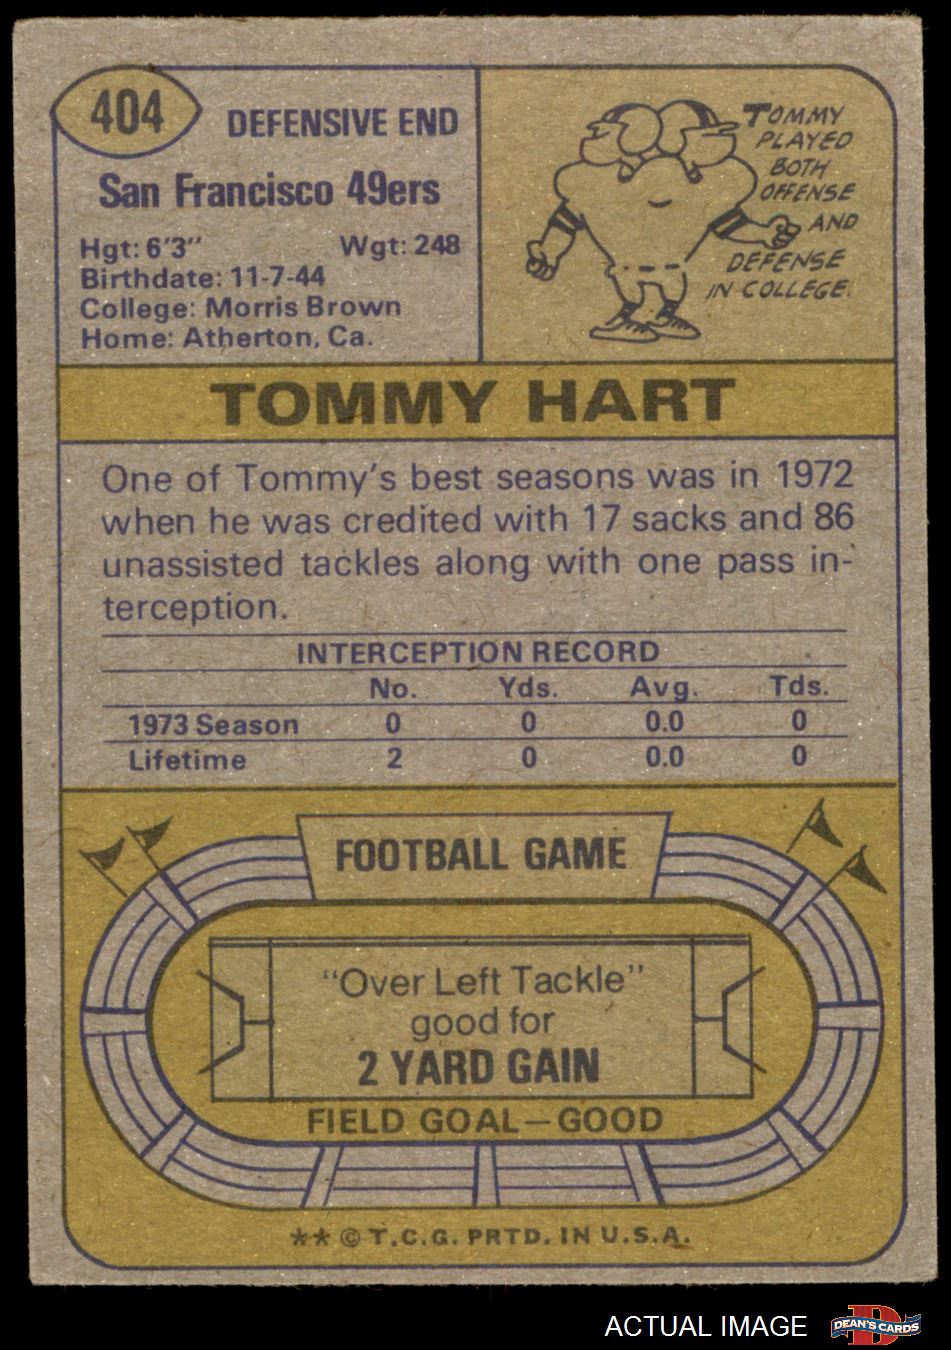 404
DEFENSIVE END
San Francisco 49ers
Hgt: 6'3" Wgt: 248
Birthdate: 11-7-44
College: Morris Brown
Home: Atherton, Ca.
TOMMY
PLAYED
BOTH
OFFENSE
AND
DEFENSE
IN COLLEGE.
TOMMY HART
One of Tommy's best seasons was in 1972
when he was credited with 17 sacks and 86
unassisted tackles along with one pass in-
terception.
INTERCEPTION RECORD
No. Yds. Avg. Tds.
1973 Season 0 0 0.0 0
Lifetime 2 0 0.0 0
FOOTBALL GAME
"Over Left Tackle"
good for
2 YARD GAIN
FIELD GOAL—GOOD
** © T.C.G. PRTD. IN U.S.A.
ACTUAL IMAGE
D
DEAN'S CARDS